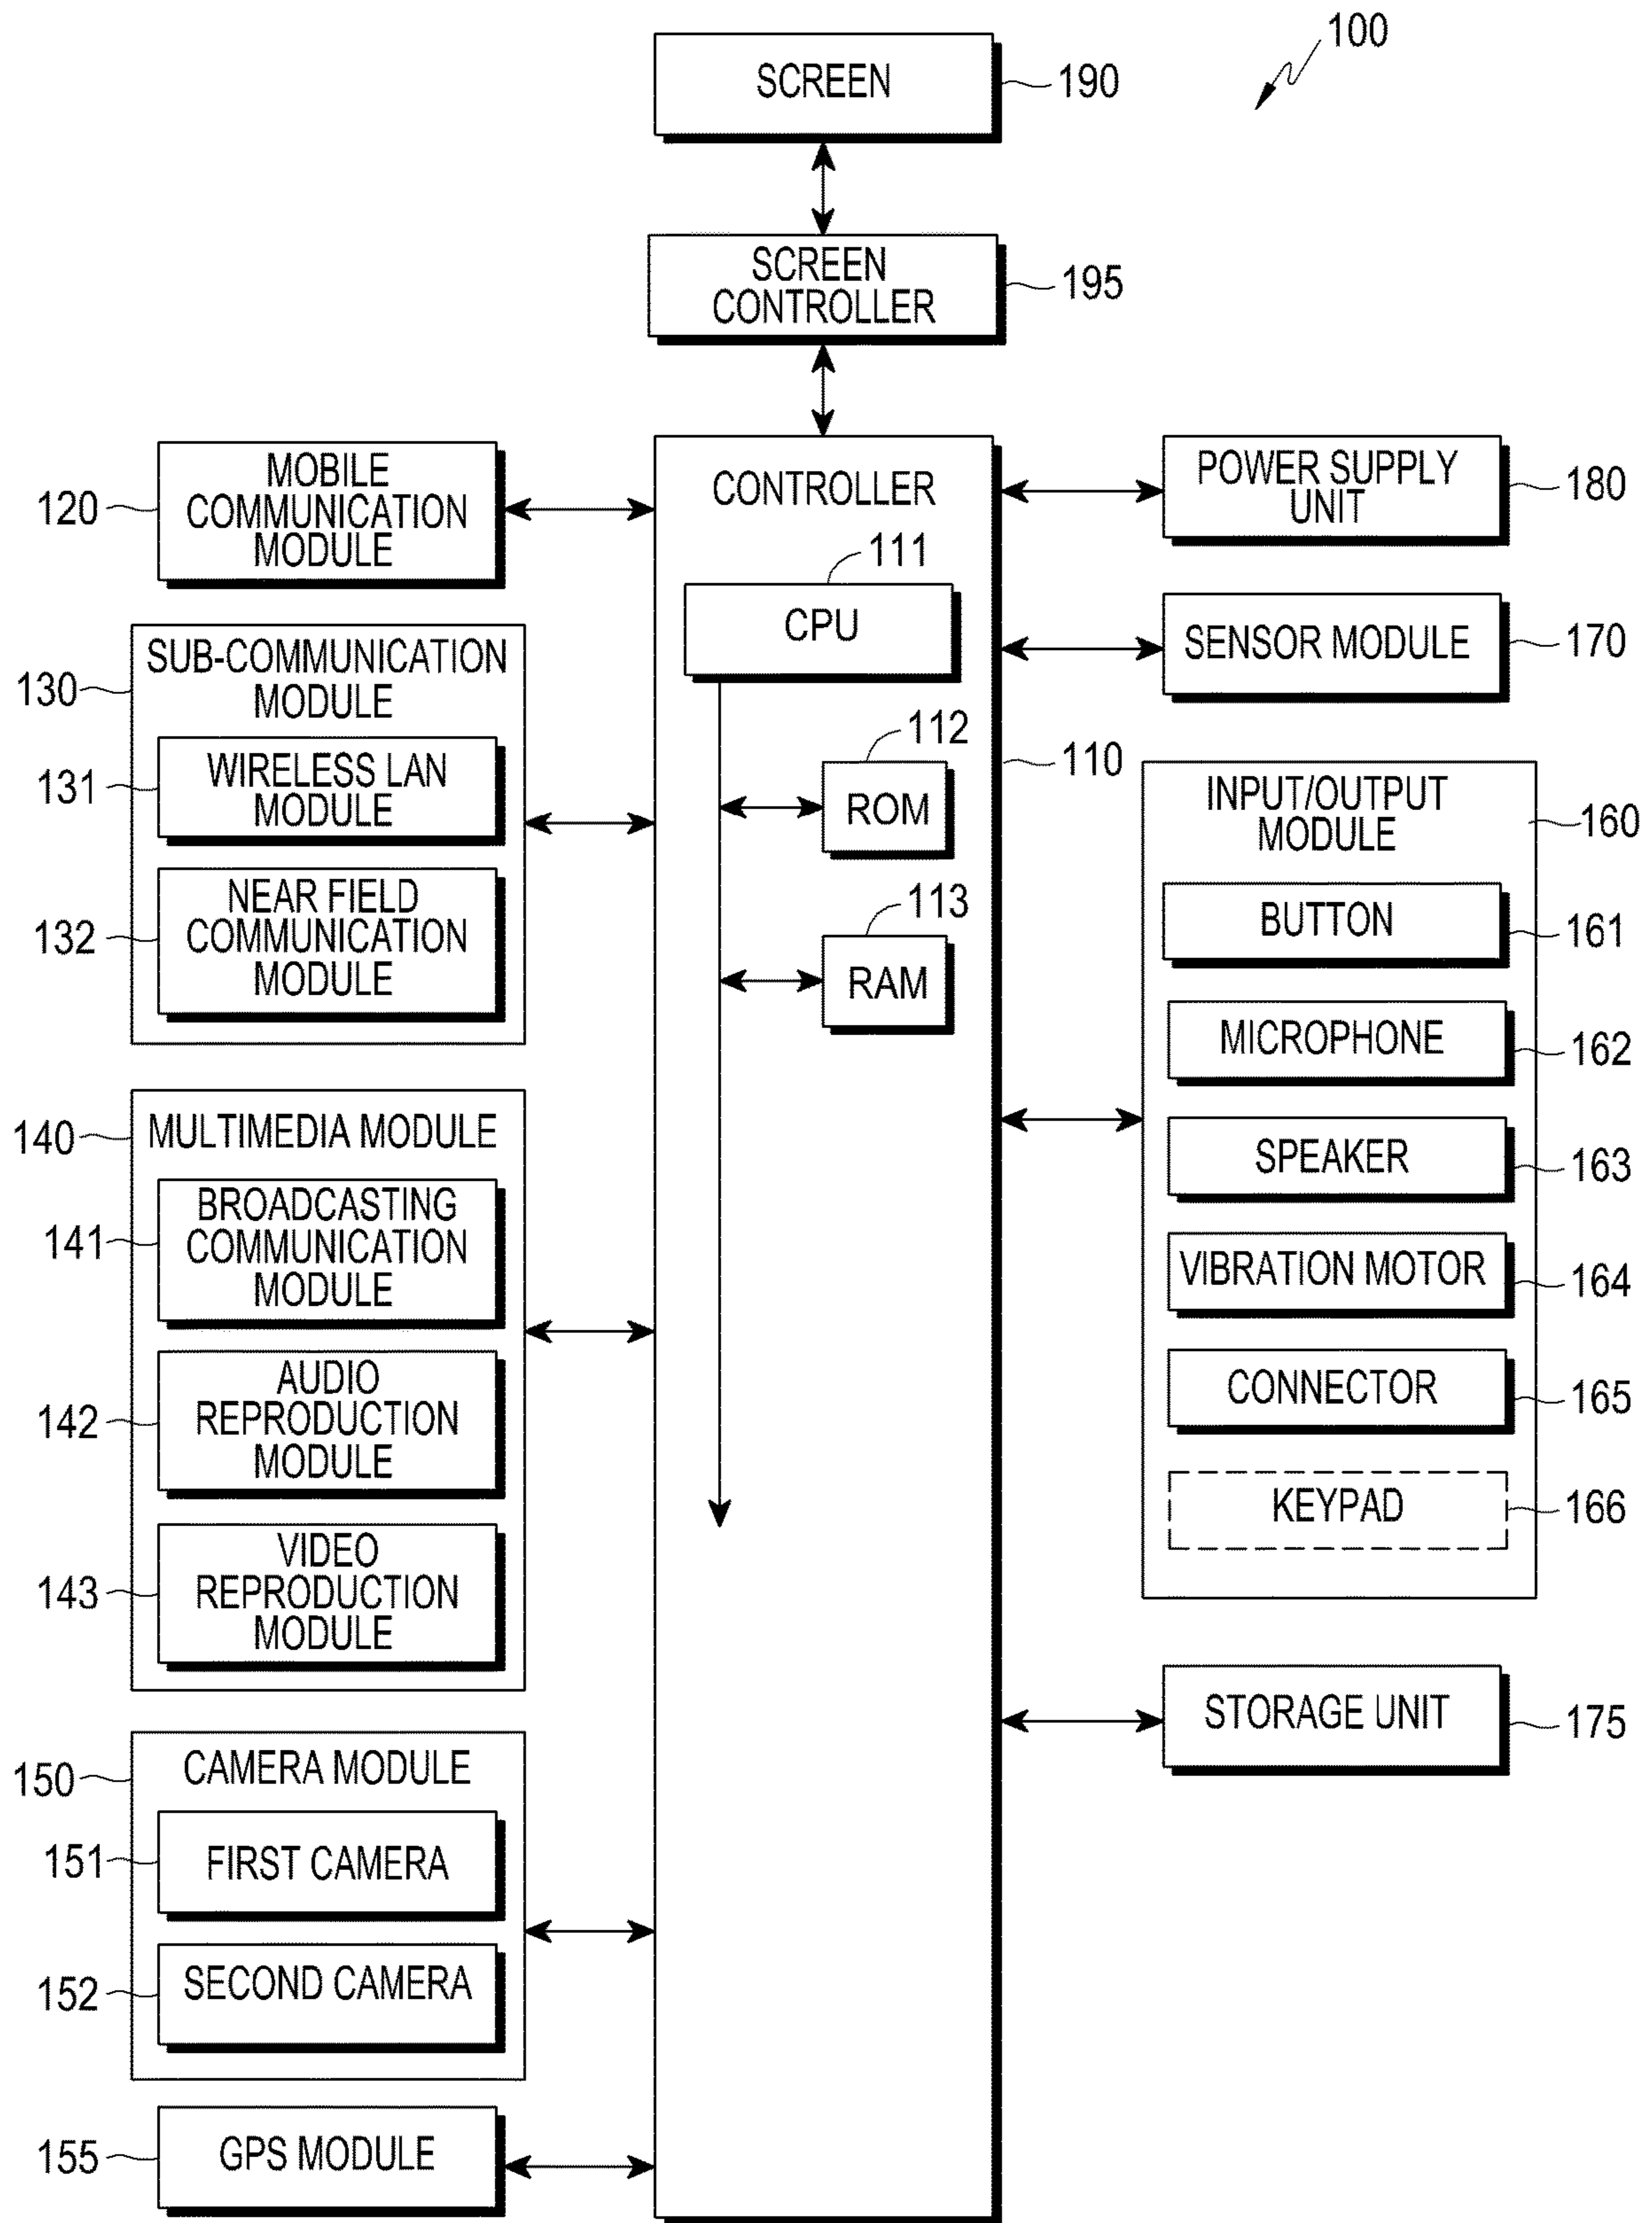 100
SCREEN
190
SCREEN
CONTROLLER
195
MOBILE
COMMUNICATION
MODULE
120
SUB-COMMUNICATION
MODULE
130
WIRELESS LAN
MODULE
131
NEAR FIELD
COMMUNICATION
MODULE
132
MULTIMEDIA MODULE
140
BROADCASTING
COMMUNICATION
MODULE
141
AUDIO
REPRODUCTION
MODULE
142
VIDEO
REPRODUCTION
MODULE
143
CAMERA MODULE
150
FIRST CAMERA
151
SECOND CAMERA
152
GPS MODULE
155
CONTROLLER
110
111
CPU
112
ROM
113
RAM
POWER SUPPLY
UNIT
180
SENSOR MODULE
170
INPUT/OUTPUT
MODULE
160
BUTTON
161
MICROPHONE
162
SPEAKER
163
VIBRATION MOTOR
164
CONNECTOR
165
KEYPAD
166
STORAGE UNIT
175